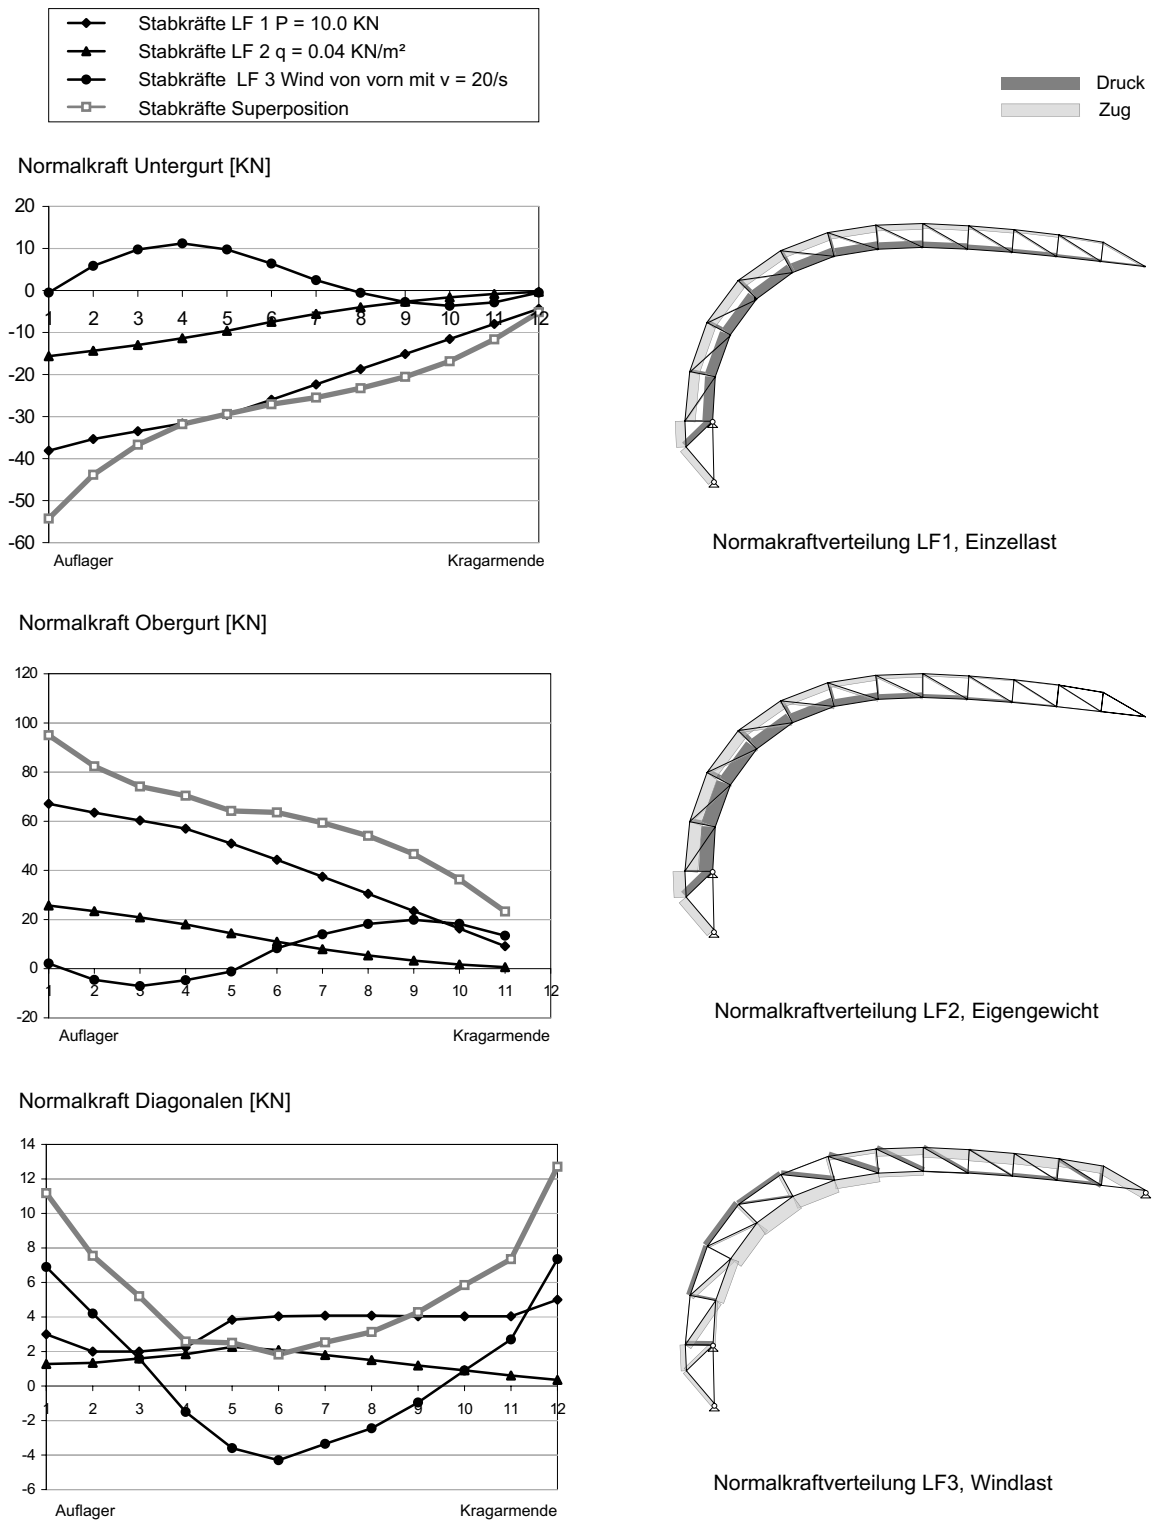 Stabkräfte LF 1 P = 10.0 KN
Stabkräfte LF 2 q = 0.04 KN/m²
Stabkräfte LF 3 Wind von vorn mit v = 20/s
Stabkräfte Superposition
Druck
Zug
Normalkraft Untergurt [KN]
20
10
0
-10
-20
-30
-40
-50
-60
1 2 3 4 5 6 7 8 9 10 11 12
Auflager Kragarmende
Normakraftverteilung LF1, Einzellast
Normalkraft Obergurt [KN]
120
100
80
60
40
20
0
-20
1 2 3 4 5 6 7 8 9 10 11 12
Auflager Kragarmende
Normalkraftverteilung LF2, Eigengewicht
Normalkraft Diagonalen [KN]
14
12
10
8
6
4
2
0
-2
-4
-6
1 2 3 4 5 6 7 8 9 10 11 12
Auflager Kragarmende
Normalkraftverteilung LF3, Windlast